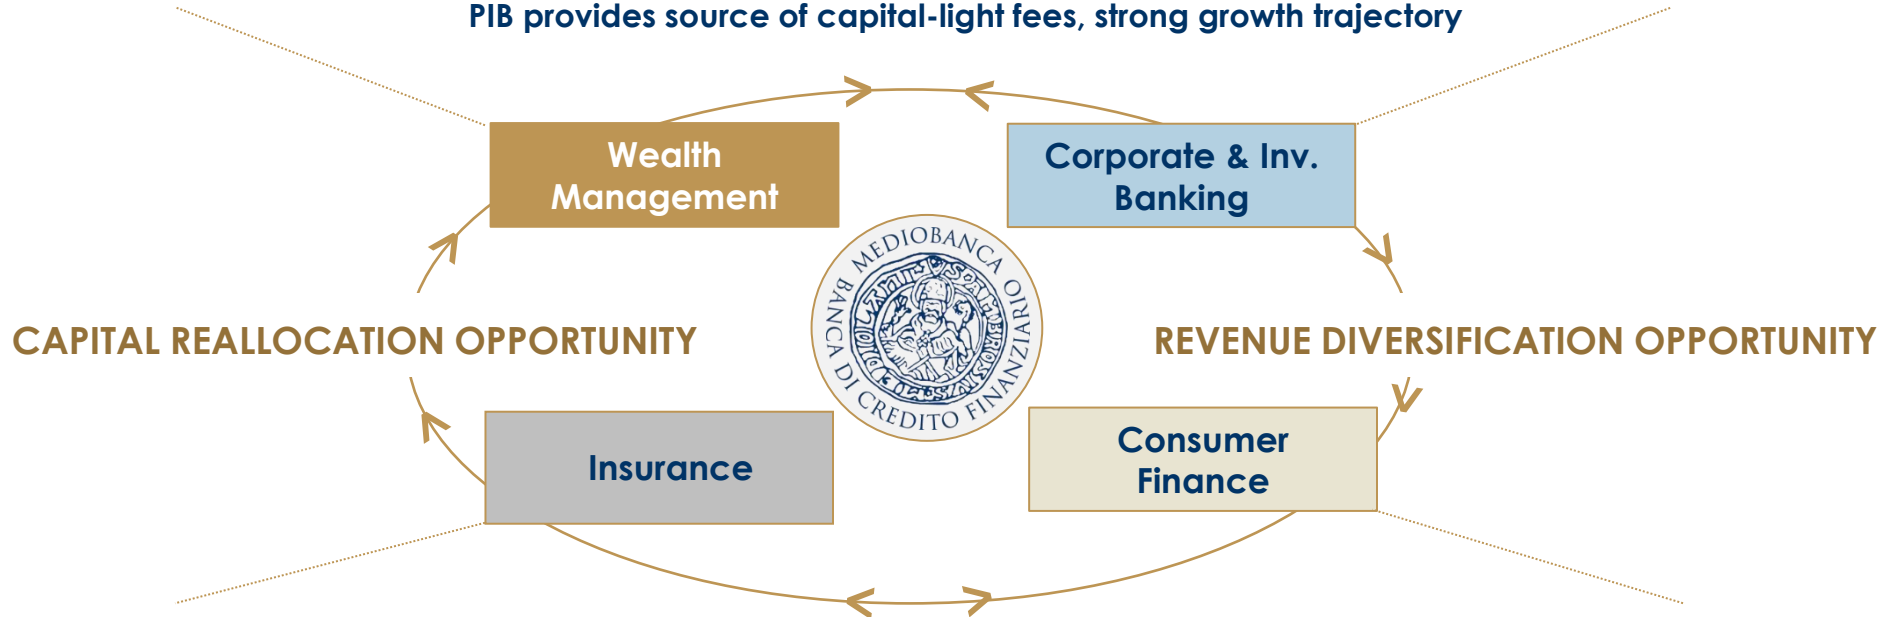 PIB provides source of capital-light fees, strong growth trajectory
Wealth
Management
Corporate & Inv.
Banking
MEDIOBANCA
BANCA DI CREDITO FINANZIARIO
CAPITAL REALLOCATION OPPORTUNITY
REVENUE DIVERSIFICATION OPPORTUNITY
Insurance
Consumer
Finance